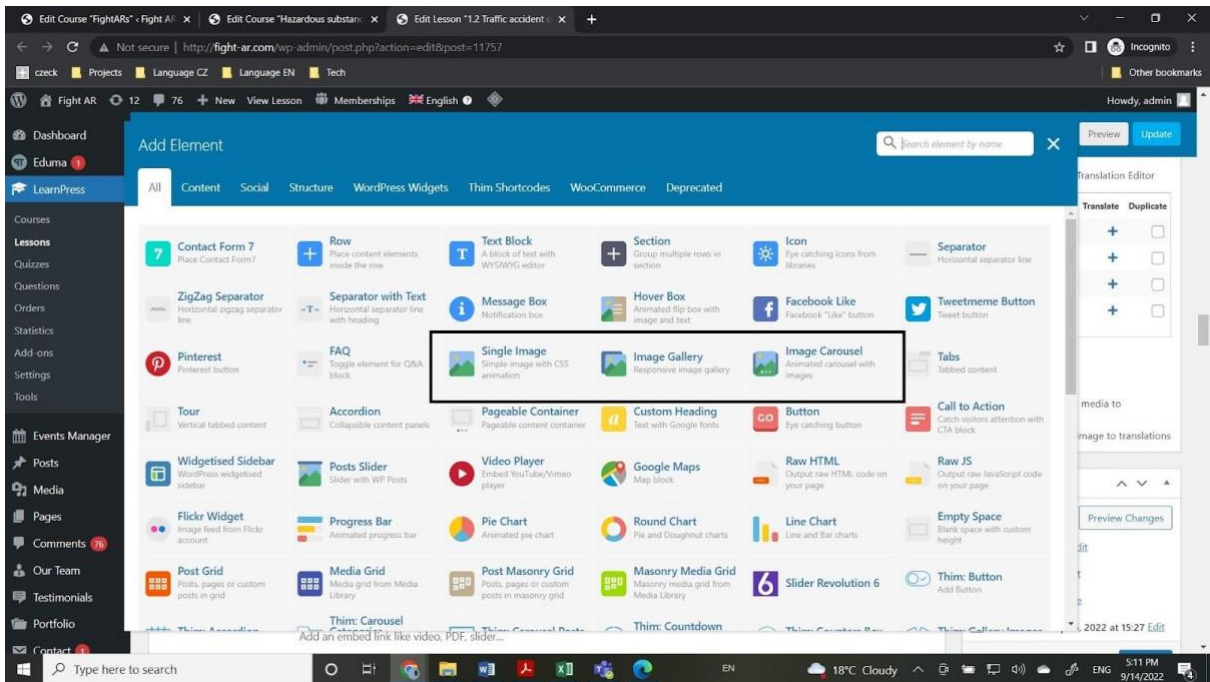 Edit Course "FightARs" ‹ Fight AR
Edit Course "Hazardous substanc
Edit Lesson "1.2 Traffic accident o
Not secure | http://fight-ar.com/wp-admin/post.php?action=edit&post=11757
Incognito
czeck Projects Language CZ Language EN Tech
Other bookmarks
Fight AR 12 76 New View Lesson Memberships English
Howdy, admin
Dashboard
Eduma 1
LearnPress
Courses
Lessons
Quizzes
Questions
Orders
Statistics
Add-ons
Settings
Tools
Events Manager
Posts
Media
Pages
Comments 76
Our Team
Testimonials
Portfolio
Contact
Add Element
Search element by name
All Content Social Structure WordPress Widgets Thim Shortcodes WooCommerce Deprecated
7
Contact Form 7
Place Contact Form7
Row
Place content elements
inside the row
T
Text Block
A block of text with
WYSIWYG editor
Section
Group multiple rows in
section
Icon
Eye catching icons from
libraries
Separator
Horizontal separator line
ZigZag Separator
Horizontal zigzag separator
line
-T-
Separator with Text
Horizontal separator line
with heading
Message Box
Notification box
Hover Box
Animated flip box with
image and text
Facebook Like
Facebook "Like" button
Tweetmeme Button
Tweet button
Pinterest
Pinterest button
FAQ
Toggle element for Q&A
block
Single Image
Simple image with CSS
animation
Image Gallery
Responsive image gallery
Image Carousel
Animated carousel with
images
Tabs
Tabbed content
Tour
Vertical tabbed content
Accordion
Collapsible content panels
Pageable Container
Pageable content container
Custom Heading
Text with Google fonts
GO
Button
Eye catching button
Call to Action
Catch visitors attention with
CTA block
Widgetised Sidebar
WordPress widgetised
sidebar
Posts Slider
Slider with WP Posts
Video Player
Embed YouTube/Vimeo
player
Google Maps
Map block
Raw HTML
Output raw HTML code on
your page
Raw JS
Output raw JavaScript code
on your page
Flickr Widget
Image feed from Flickr
account
Progress Bar
Animated progress bar
Pie Chart
Animated pie chart
Round Chart
Pie and Doughnut charts
Line Chart
Line and Bar charts
Empty Space
Blank space with custom
height
Post Grid
Posts, pages or custom
posts in grid
Media Grid
Media grid from Media
Library
Post Masonry Grid
Posts, pages or custom
posts in masonry grid
Masonry Media Grid
Masonry media grid from
Media Library
6
Slider Revolution 6
Thim: Button
Add Button
Thim: Accordion
Thim: Carousel
Categories
Thim: Carousel Posts
Thim: Countdown
Thim: Counters Box
Thim: Gallery Images
Add an embed link like video, PDF, slider...
Preview Update
Translation Editor
Translate Duplicate
media to
image to translations
Preview Changes
dit
, 2022 at 15:27 Edit
Type here to search
EN
18°C Cloudy
ENG
5:11 PM
9/14/2022
4